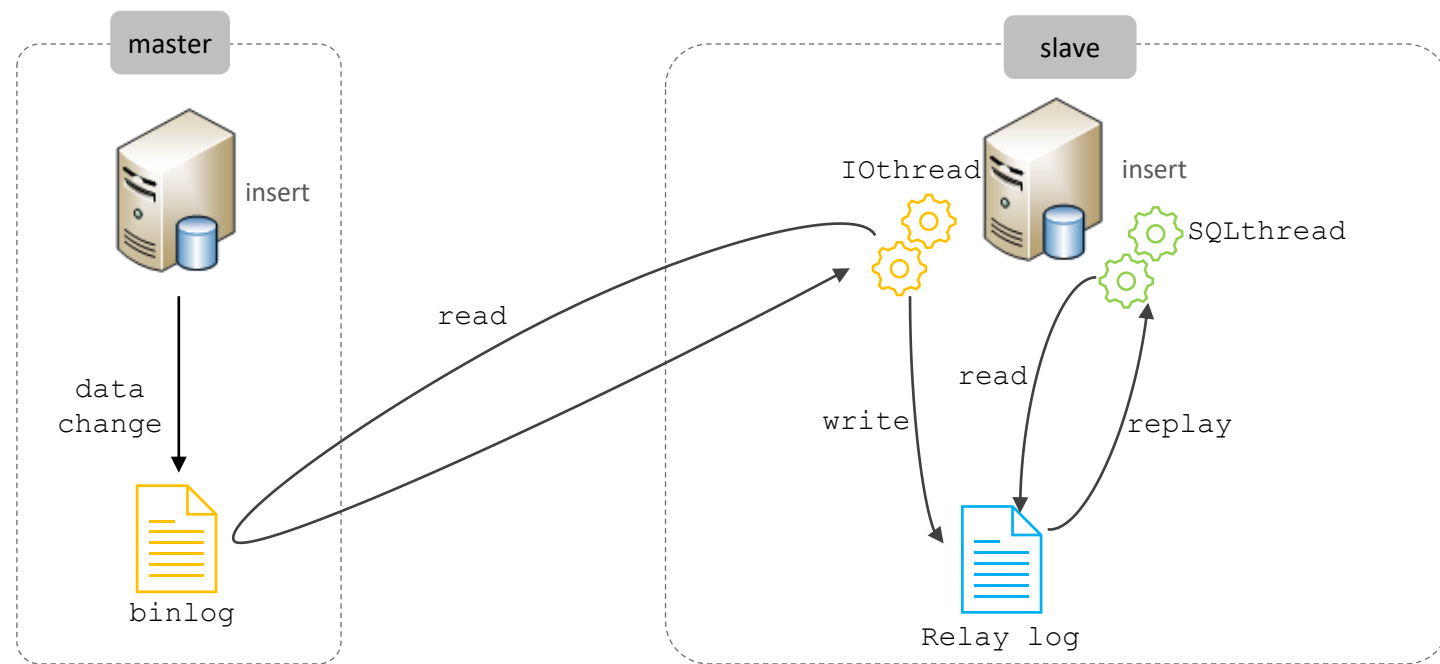 master
insert
data
change
binlog
read
slave
IOthread
insert
SQLthread
read
write
replay
Relay log